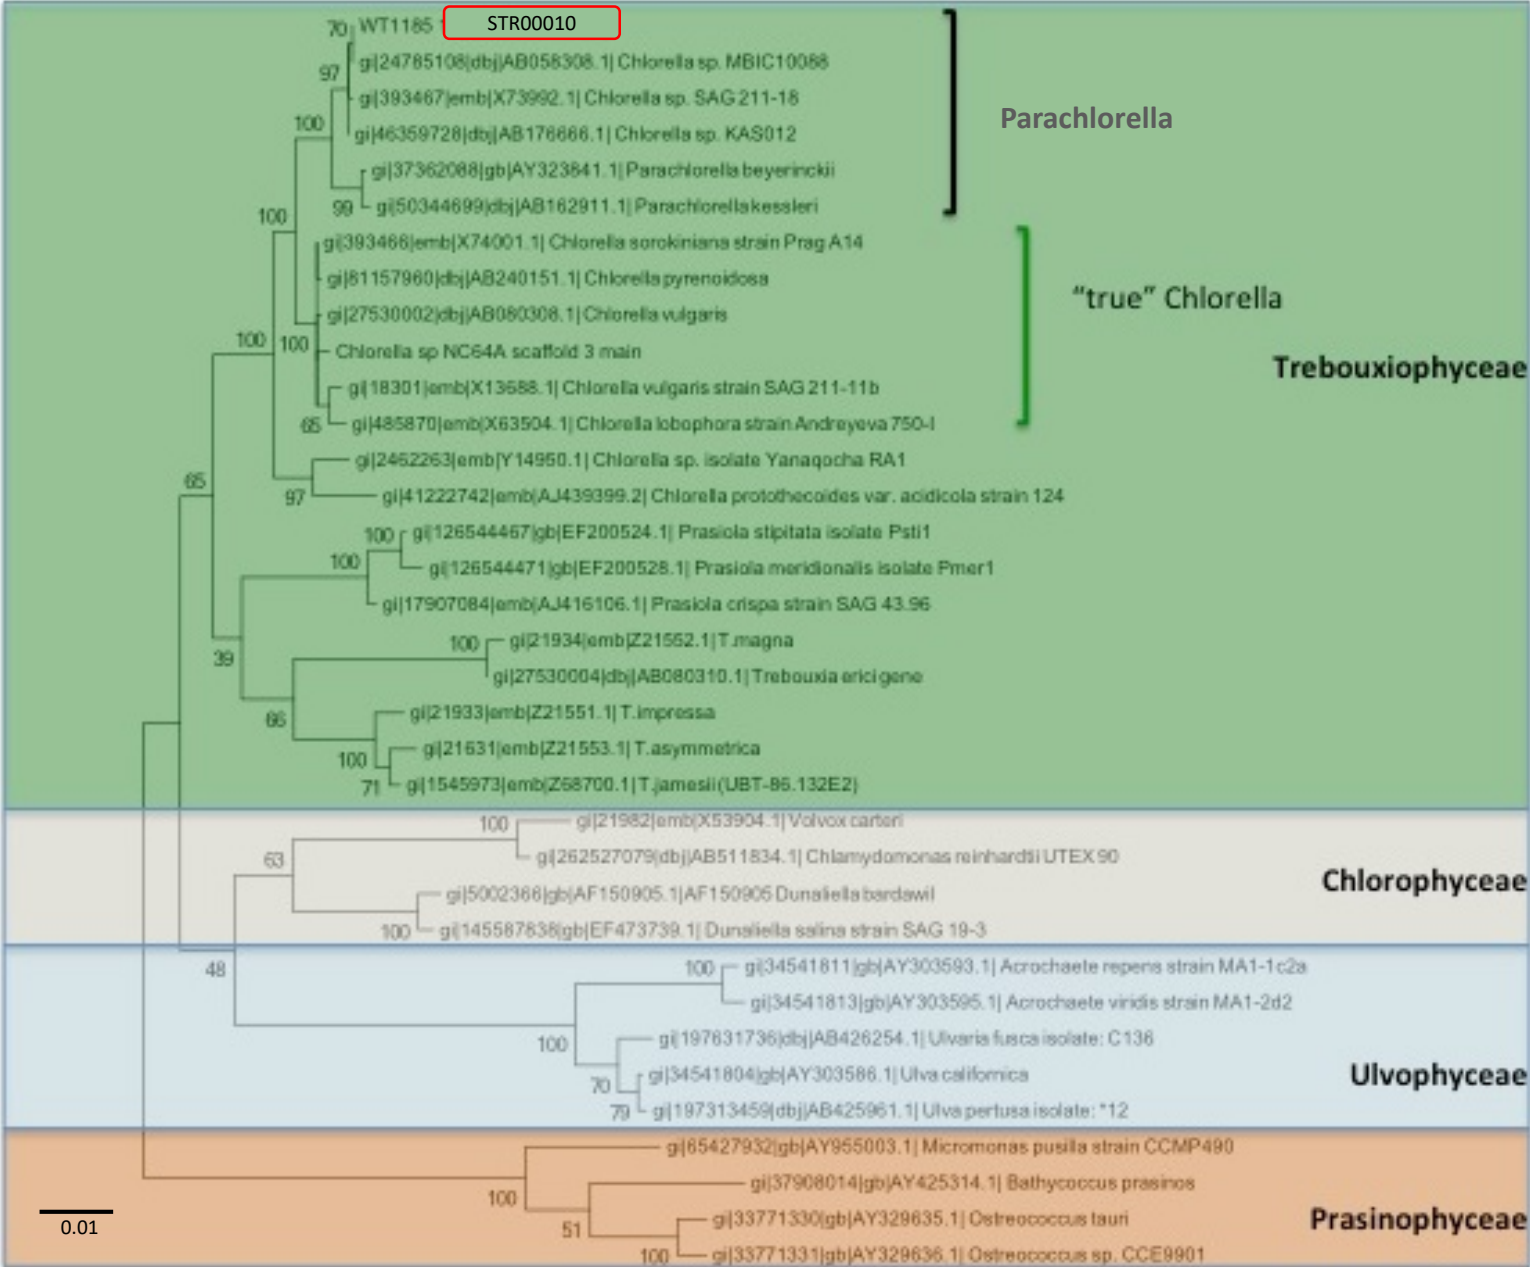 70 WT1185 STR00010
gi|24785108|dbj|AB058308.1| Chlorella sp. MBIC10088
97
gi|393467|emb|X73992.1| Chlorella sp. SAG 211-18
Parachlorella
100
gi|46359728|dbj|AB176666.1| Chlorella sp. KAS012
gi|37362088|gb|AY323841.1| Parachlorella beyerinckii
99 gi|50344699|dbj|AB162911.1| Parachlorella kessleri
100
gi|393466|emb|X74001.1| Chlorella sorokiniana strain Prag A14
gi|81157960|dbj|AB240151.1| Chlorella pyrenoidosa
“true” Chlorella
gi|27530002|dbj|AB080308.1| Chlorella vulgaris
100 100 Chlorella sp NC64A scaffold 3 main
Trebouxiophyceae
gi|18301|emb|X13688.1| Chlorella vulgaris strain SAG 211-11b
65 gi|485870|emb|X63504.1| Chlorella lobophora strain Andreyeva 750-I
gi|2462263|emb|Y14950.1| Chlorella sp. isolate Yanaqocha RA1
65
97 gi|41222742|emb|AJ439399.2| Chlorella protothecoides var. acidicola strain 124
100 gi|126544467|gb|EF200524.1| Prasiola stipitata isolate Psti1
100 gi|126544471|gb|EF200528.1| Prasiola meridionalis isolate Pmer1
gi|17907084|emb|AJ416106.1| Prasiola crispa strain SAG 43.96
100 gi|21934|emb|Z21552.1| T.magna
39
gi|27530004|dbj|AB080310.1| Trebouxia erici gene
gi|21933|emb|Z21551.1| T.impressa
66
gi|21631|emb|Z21553.1| T.asymmetrica
100
71 gi|1545973|emb|Z68700.1| T.jamesii (UBT-86.132E2)
100 gi|21982|emb|X53904.1| Volvox carteri
63 gi|262527079|dbj|AB511834.1| Chlamydomonas reinhardtii UTEX 90
Chlorophyceae
gi|5002366|gb|AF150905.1|AF150905 Dunaliella bardawil
100 gi|145587838|gb|EF473739.1| Dunaliella salina strain SAG 19-3
48
100 gi|34541811|gb|AY303593.1| Acrochaete repens strain MA1-1c2a
gi|34541813|gb|AY303595.1| Acrochaete viridis strain MA1-2d2
100 gi|197631736|dbj|AB426254.1| Ulvaria fusca isolate: C136
70 gi|34541804|gb|AY303586.1| Ulva californica
Ulvophyceae
79 gi|197313459|dbj|AB425961.1| Ulva pertusa isolate: *12
gi|65427932|gb|AY955003.1| Micromonas pusilla strain CCMP490
100 gi|37908014|gb|AY425314.1| Bathycoccus prasinos
51 gi|33771330|gb|AY329635.1| Ostreococcus tauri
Prasinophyceae
0.01
100 gi|33771331|gb|AY329636.1| Ostreococcus sp. CCE9901